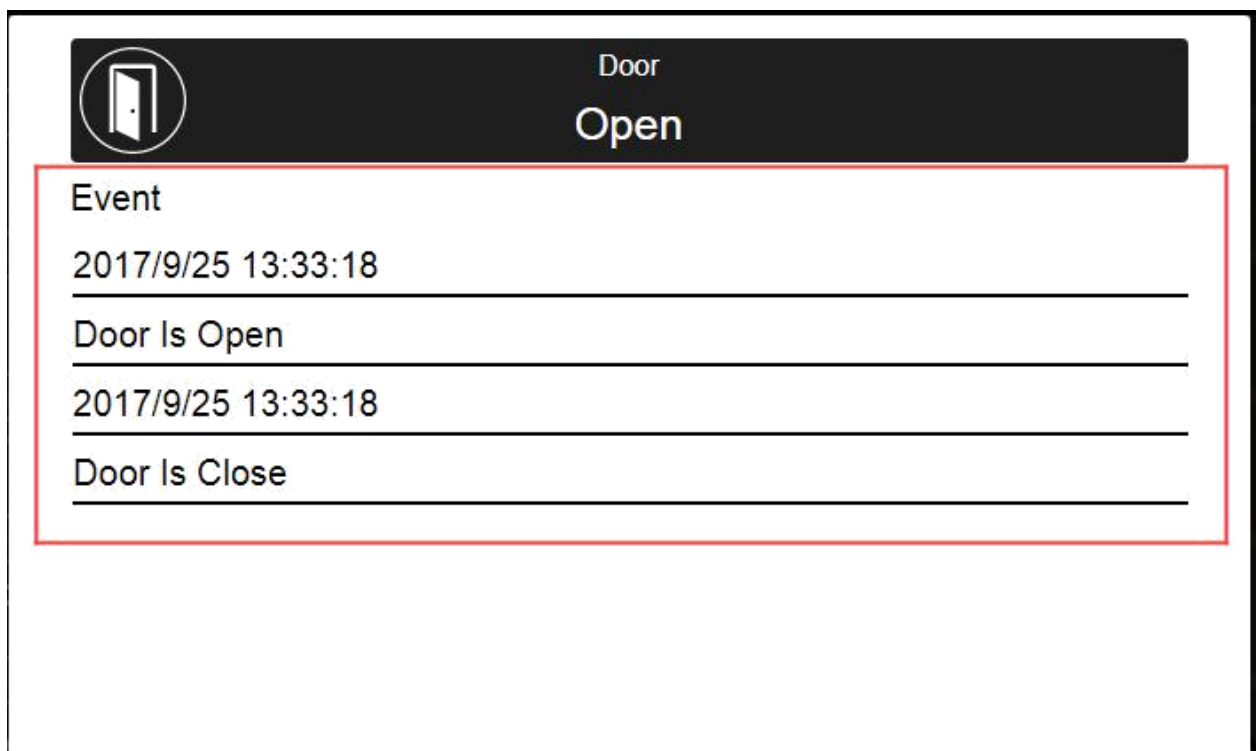 Door
Open
Event
2017/9/25 13:33:18
Door Is Open
2017/9/25 13:33:18
Door Is Close